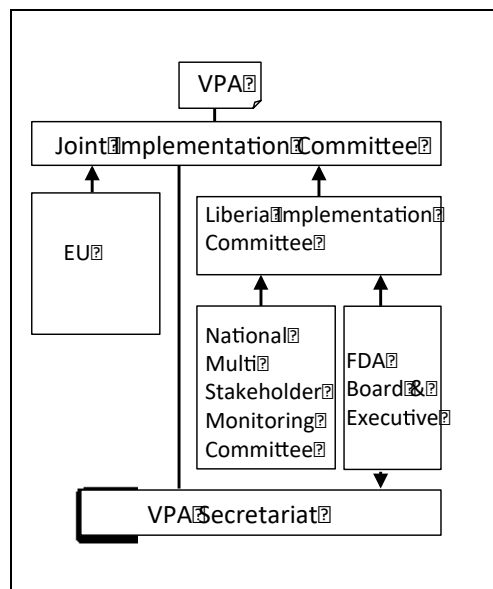 VPA
Joint Implementation Committee
EU
Liberia Implementation
Committee
National
Multi
Stakeholder
Monitoring
Committee
FDA
Board &
Executive
VPA Secretariat